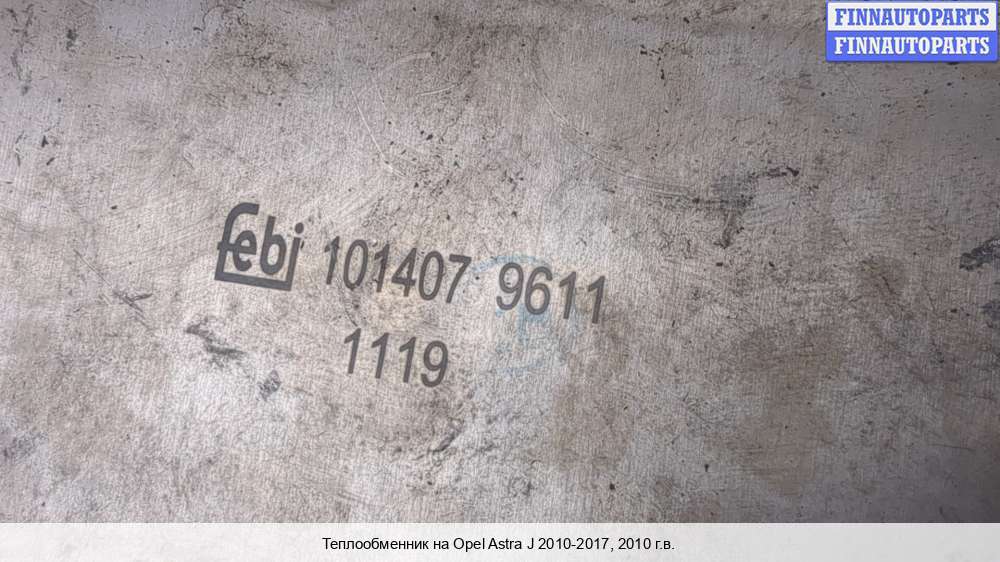 FINNAUTOPARTS
FINNAUTOPARTS
febi 101407 9611
1119
Теплообменник на Opel Astra J 2010-2017, 2010 г.в.